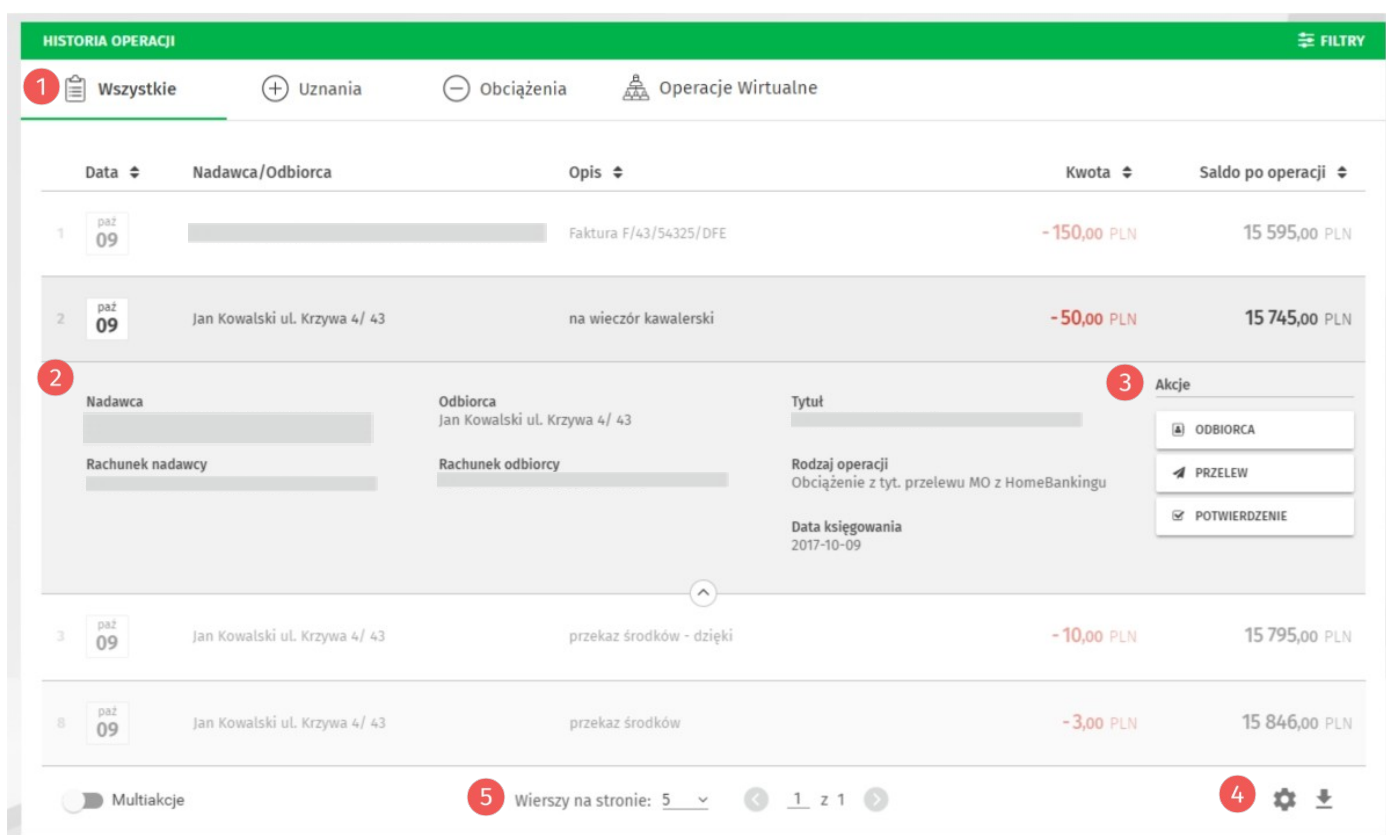 HISTORIA OPERACJI FILTRY
1 Wszystkie Uznania Obciążenia Operacje Wirtualne
Data Nadawca/Odbiorca Opis Kwota Saldo po operacji
1 paź 09 Faktura F/43/54325/DFE -150,00 PLN 15 595,00 PLN
2 paź 09 Jan Kowalski ul. Krzywa 4/ 43 na wieczór kawalerski -50,00 PLN 15 745,00 PLN
2 3 Akcje
Nadawca Odbiorca Tytuł
Jan Kowalski ul. Krzywa 4/ 43
ODBIORCA
Rachunek nadawcy Rachunek odbiorcy Rodzaj operacji
Obciążenie z tyt. przelewu MO z HomeBankingu
PRZELEW
POTWIERDZENIE
Data księgowania
2017-10-09
3 paź 09 Jan Kowalski ul. Krzywa 4/ 43 przekaz środków - dzięki -10,00 PLN 15 795,00 PLN
8 paź 09 Jan Kowalski ul. Krzywa 4/ 43 przekaz środków -3,00 PLN 15 846,00 PLN
Multiakcje 5 Wierszy na stronie: 5 1 z 1 4